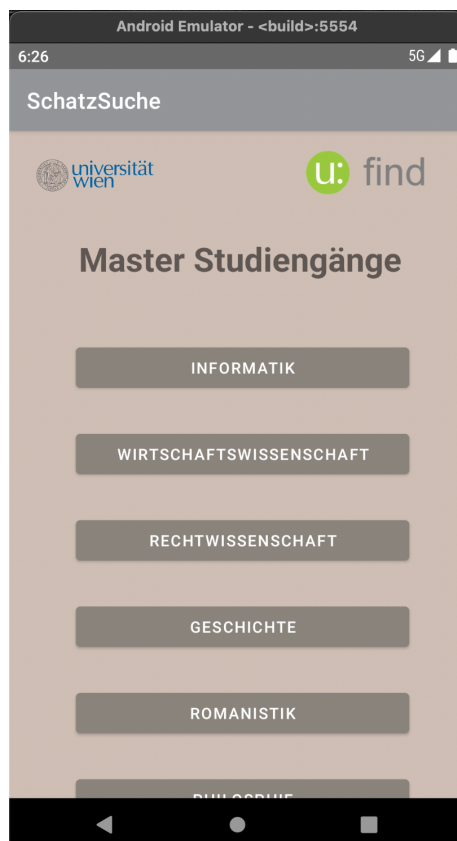 Android Emulator - <build>:5554
6:26 5G
SchatzSuche
universität
wien
u: find
Master Studiengänge
INFORMATIK
WIRTSCHAFTSWISSENSCHAFT
RECHTWISSENSCHAFT
GESCHICHTE
ROMANISTIK